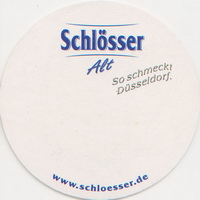 Schlösser
Alt
So schmeckt
Düsseldorf.
www.schloesser.de